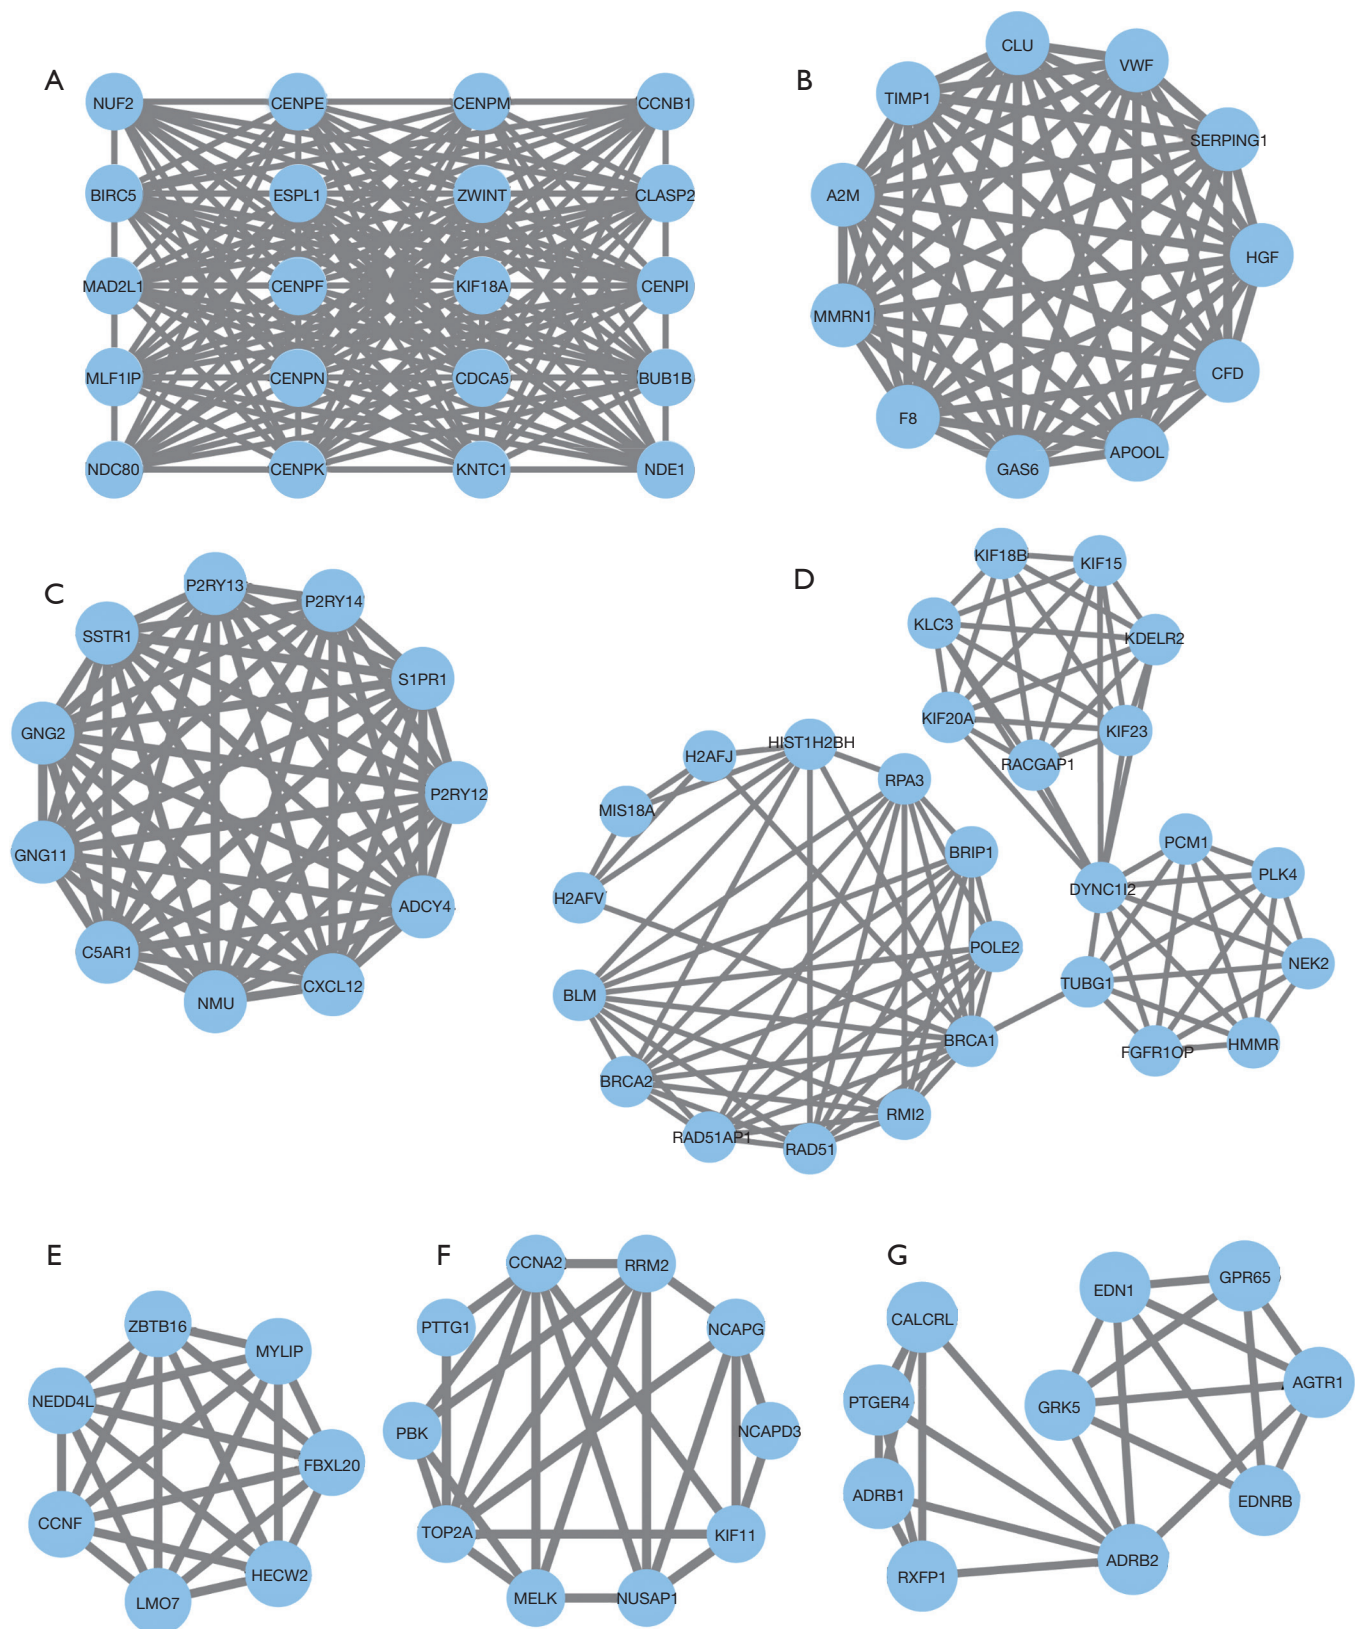 A
NUF2 CENPE CENPM CCNB1
BIRC5 ESPL1 ZWINT CLASP2
MAD2L1 CENPF KIF18A CENPI
MLF1IP CENPN CDCA5 BUB1B
NDC80 CENPK KNTC1 NDE1
B
CLU
VWF
TIMP1
SERPING1
A2M
HGF
MMRN1
CFD
F8
APOOL
GAS6
C
P2RY13
P2RY14
SSTR1
S1PR1
GNG2
P2RY12
GNG11
ADCY4
C5AR1
CXCL12
NMU
D
KIF18B
KIF15
KLC3
KDELR2
KIF20A
KIF23
RACGAP1
HIST1H2BH
H2AFJ
RPA3
MIS18A
BRIP1
H2AFV
POLE2
BLM
BRCA1
BRCA2
RMI2
RAD51AP1
RAD51
PCM1
PLK4
DYNC1I2
NEK2
TUBG1
HMMR
FGFR1OP
E
ZBTB16
MYLIP
NEDD4L
FBXL20
CCNF
HECW2
LMO7
F
CCNA2
RRM2
PTTG1
NCAPG
PBK
NCAPD3
TOP2A
KIF11
MELK
NUSAP1
G
EDN1
GPR65
CALCRL
AGTR1
PTGER4
GRK5
ADRB1
EDNRB
ADRB2
RXFP1